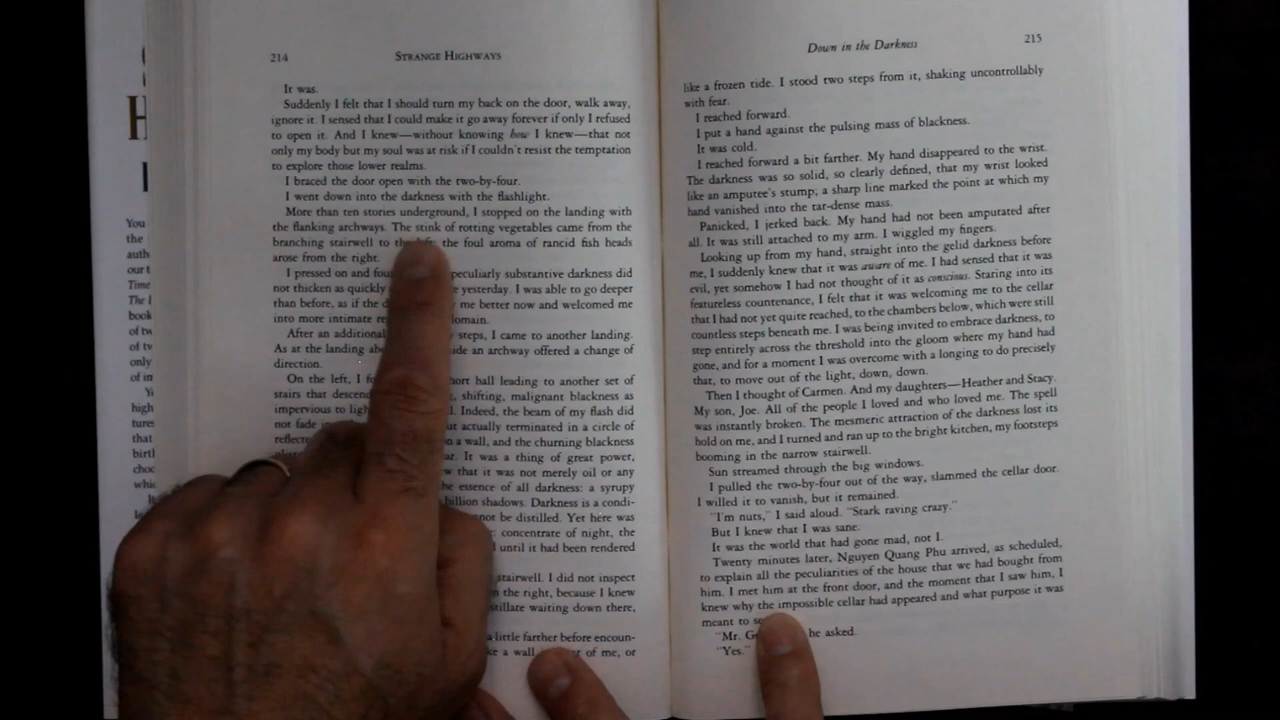 214
STRANGE HIGHWAYS
It was.
Suddenly I felt that I should turn my back on the door, walk away,
ignore it. I sensed that I could make it go away forever if only I refused
to open it. And I knew—without knowing how I knew—that not
only my body but my soul was at risk if I couldn't resist the temptation
to explore those lower realms.
I braced the door open with the two-by-four.
I went down into the darkness with the flashlight.
More than ten stories underground, I stopped on the landing with
the flanking archways. The stink of rotting vegetables came from the
branching stairwell to the left, the foul aroma of rancid fish heads
arose from the right.
I pressed on and peculiarly substantive darkness did
not thicken as quickly yesterday. I was able to go deeper
than before, as if the me better now and welcomed me
into more intimate
After an additional steps, I came to another landing.
As at the landing an archway offered a change of
direction.
On the left, I hall leading to another set of
stairs that shifting, malignant blackness as
impervious to Indeed, the beam of my flash did
not fade actually terminated in a circle of
a wall, and the churning blackness
It was a thing of great power,
that it was not merely oil or any
essence of all darkness: a syrupy
billion shadows. Darkness is a condi-
be distilled. Yet here was
concentrate of night, the
until it had been rendered
stairwell. I did not inspect
the right, because I knew
waiting down there,
a little farther before encoun-
a wall of me, or
You
the
our
Time
The
book
of
of
only
of
high
that
215
Down in the Darkness
like a frozen tide. I stood two steps from it, shaking uncontrollably
with fear.
I reached forward.
I put a hand against the pulsing mass of blackness.
It was cold.
I reached forward a bit farther. My hand disappeared to the wrist.
The darkness was so solid, so clearly defined, that my wrist looked
like an amputee's stump; a sharp line marked the point at which my
hand vanished into the tar-dense mass.
Panicked, I jerked back. My hand had not been amputated after
all. It was still attached to my arm. I wiggled my fingers.
Looking up from my hand, straight into the gelid darkness before
me, I suddenly knew that it was aware of me. I had sensed that it was
evil, yet somehow I had not thought of it as conscious. Staring into its
featureless countenance, I felt that it was welcoming me to the cellar
that I had not yet quite reached, to the chambers below, which were still
countless steps beneath me. I was being invited to embrace darkness, to
step entirely across the threshold into the gloom where my hand had
gone, and for a moment I was overcome with a longing to do precisely
that, to move out of the light, down, down.
Then I thought of Carmen. And my daughters—Heather and Stacy.
My son, Joe. All of the people I loved and who loved me. The spell
was instantly broken. The mesmeric attraction of the darkness lost its
hold on me, and I turned and ran up to the bright kitchen, my footsteps
booming in the narrow stairwell.
Sun streamed through the big windows.
I pulled the two-by-four out of the way, slammed the cellar door.
I willed it to vanish, but it remained.
"I'm nuts," I said aloud. "Stark raving crazy."
But I knew that I was sane.
It was the world that had gone mad, not I.
Twenty minutes later, Nguyen Quang Phu arrived, as scheduled,
to explain all the peculiarities of the house that we had bought from
him. I met him at the front door, and the moment that I saw him, I
knew why the impossible cellar had appeared and what purpose it was
meant to
"Mr. he asked.
"Yes."